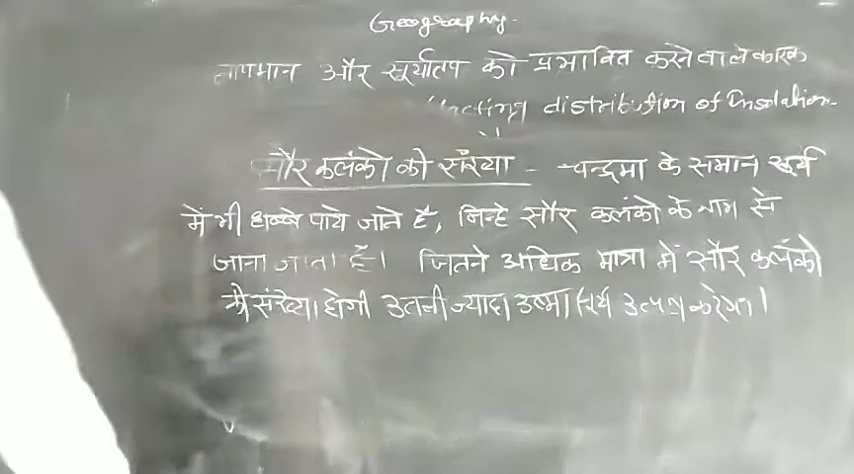 Geography.
तापमान और सूर्यातप को प्रभावित करने वाले कारक
distribution of Insolation.
सौर कलंको की संख्या - चन्द्रमा के समान सूर्य
में भी धब्बे पाये जाते है, जिन्हे सौर कलंको के नाम से
जाना जाता है। जितने अधिक मात्रा में सौर कलंको
की संख्या होगी उतनी ज्यादा उष्मा सूर्य उत्पन्न करेगा।